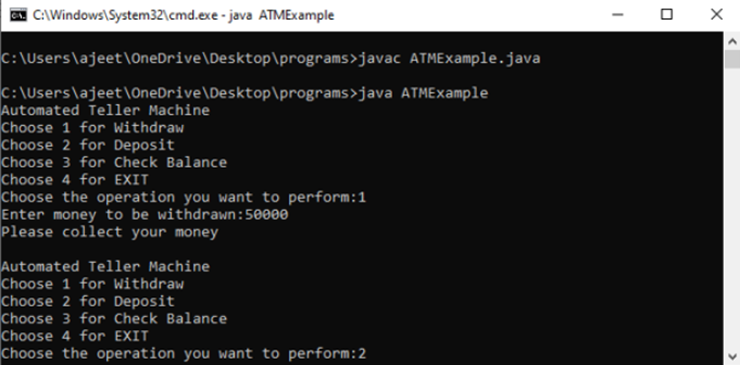 C:\Windows\System32\cmd.exe - java  ATMExample
C:\Users\ajeet\OneDrive\Desktop\programs>javac ATMExample.java
C:\Users\ajeet\OneDrive\Desktop\programs>java ATMExample
Automated Teller Machine
Choose 1 for Withdraw
Choose 2 for Deposit
Choose 3 for Check Balance
Choose 4 for EXIT
Choose the operation you want to perform:1
Enter money to be withdrawn:50000
Please collect your money
Automated Teller Machine
Choose 1 for Withdraw
Choose 2 for Deposit
Choose 3 for Check Balance
Choose 4 for EXIT
Choose the operation you want to perform:2